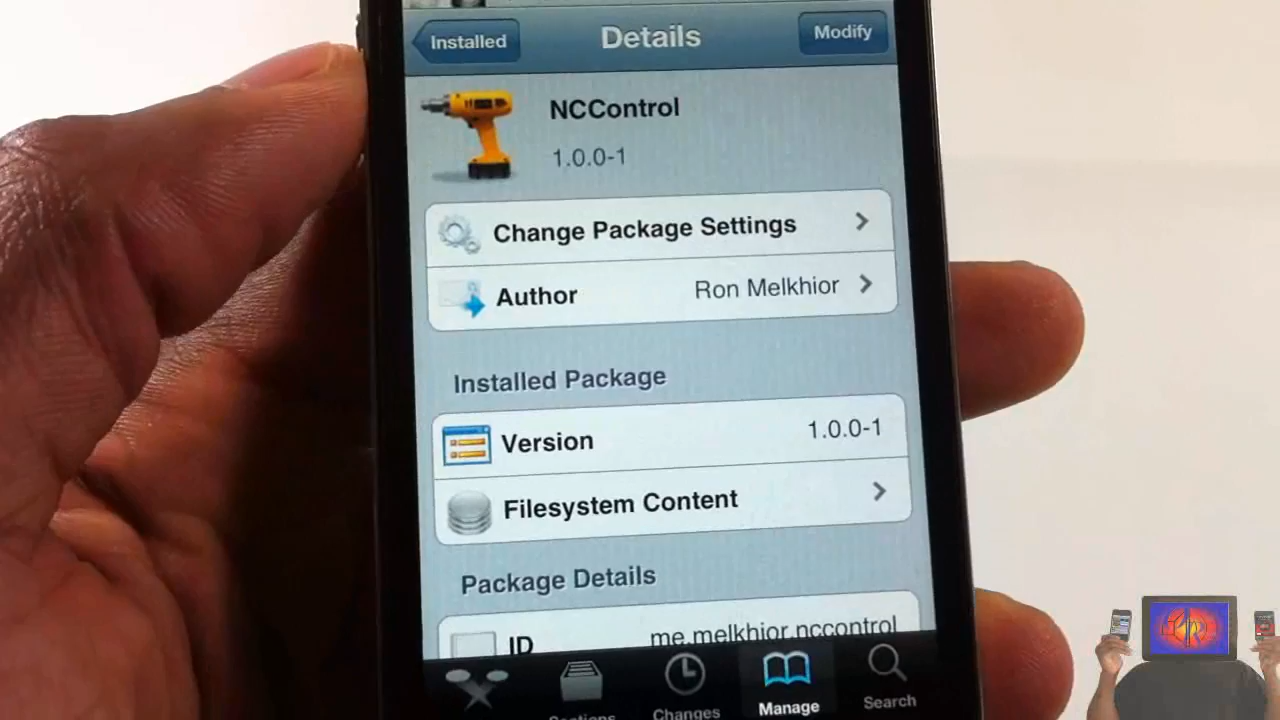 Installed
Details
Modify
NCControl
1.0.0-1
Change Package Settings
Author
Ron Melkhior
Installed Package
Version
1.0.0-1
Filesystem Content
Package Details
ID
me.melkhior.nccontrol
Sections
Changes
Manage
Search